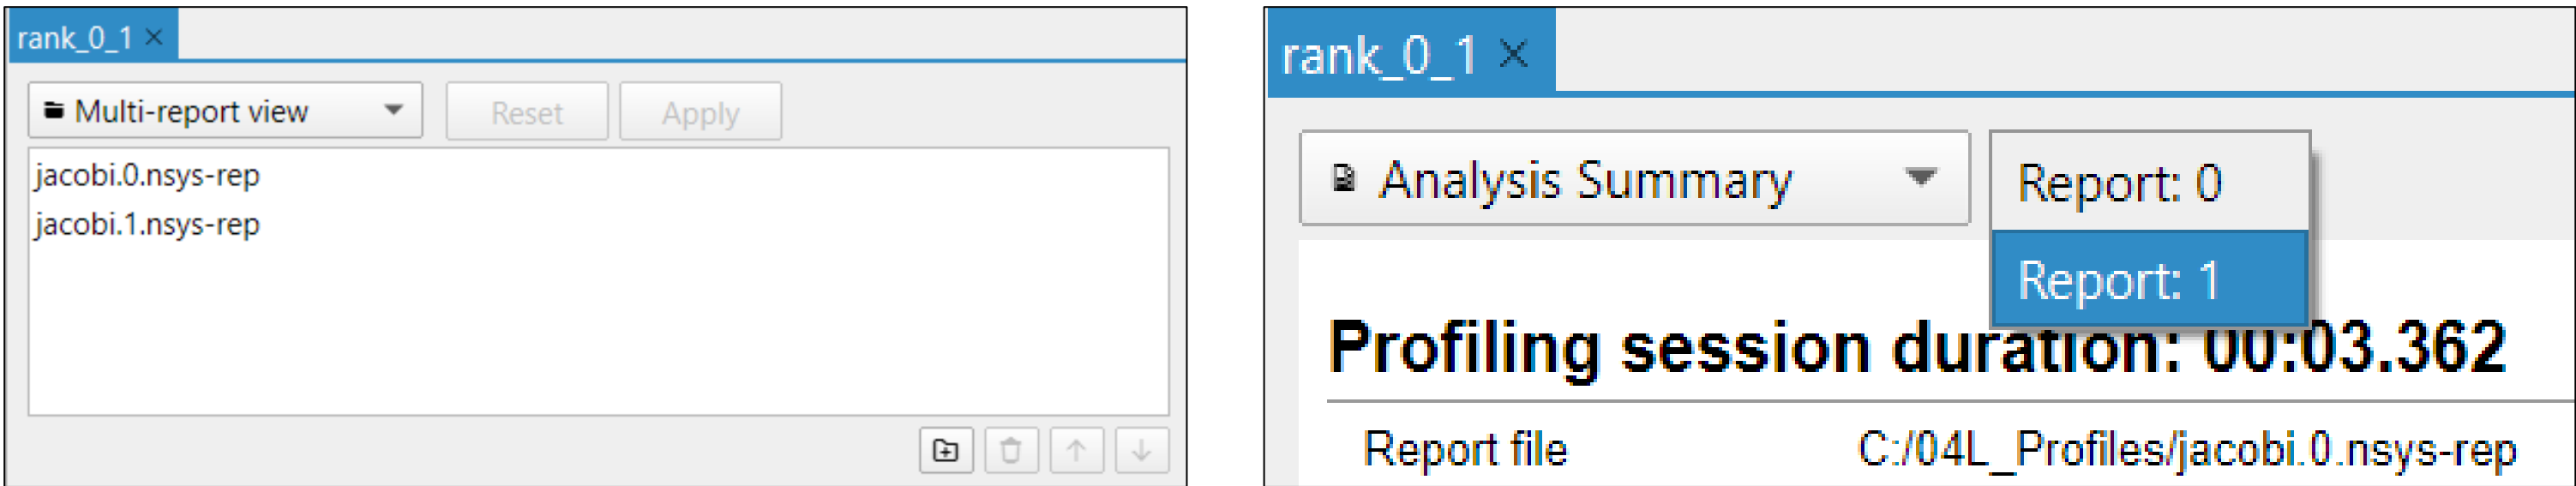 rank_0_1 ×
Multi-report view
Reset
Apply
jacobi.0.nsys-rep
jacobi.1.nsys-rep
rank_0_1 ×
Analysis Summary
Report: 0
Report: 1
Profiling session duration: 00:03.362
Report file C:/04L_Profiles/jacobi.0.nsys-rep